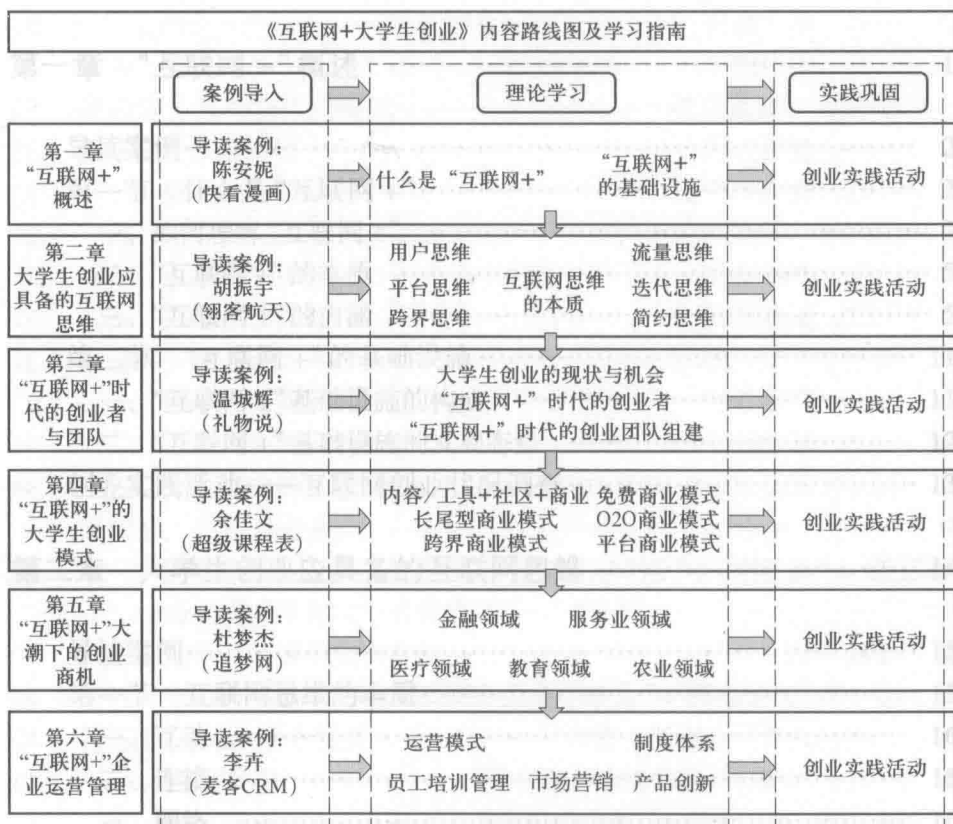 《互联网+大学生创业》内容路线图及学习指南
案例导入
理论学习
实践巩固
第一章
“互联网+”
概述
导读案例：
陈安妮
（快看漫画）
什么是“互联网+”
“互联网+”
的基础设施
创业实践活动
第二章
大学生创业应
具备的互联网
思维
导读案例：
胡振宇
（翎客航天）
用户思维
平台思维
跨界思维
互联网思维
的本质
流量思维
迭代思维
简约思维
创业实践活动
第三章
“互联网+”时
代的创业者
与团队
导读案例：
温城辉
（礼物说）
大学生创业的现状与机会
“互联网+”时代的创业者
“互联网+”时代的创业团队组建
创业实践活动
第四章
“互联网+”的
大学生创业
模式
导读案例：
余佳文
（超级课程表）
内容/工具+社区+商业 免费商业模式
长尾型商业模式 O2O商业模式
跨界商业模式 平台商业模式
创业实践活动
第五章
“互联网+”大
潮下的创业
商机
导读案例：
杜梦杰
（追梦网）
金融领域 服务业领域
医疗领域 教育领域 农业领域
创业实践活动
第六章
“互联网+”企
业运营管理
导读案例：
李卉
（麦客CRM）
运营模式 制度体系
员工培训管理 市场营销 产品创新
创业实践活动